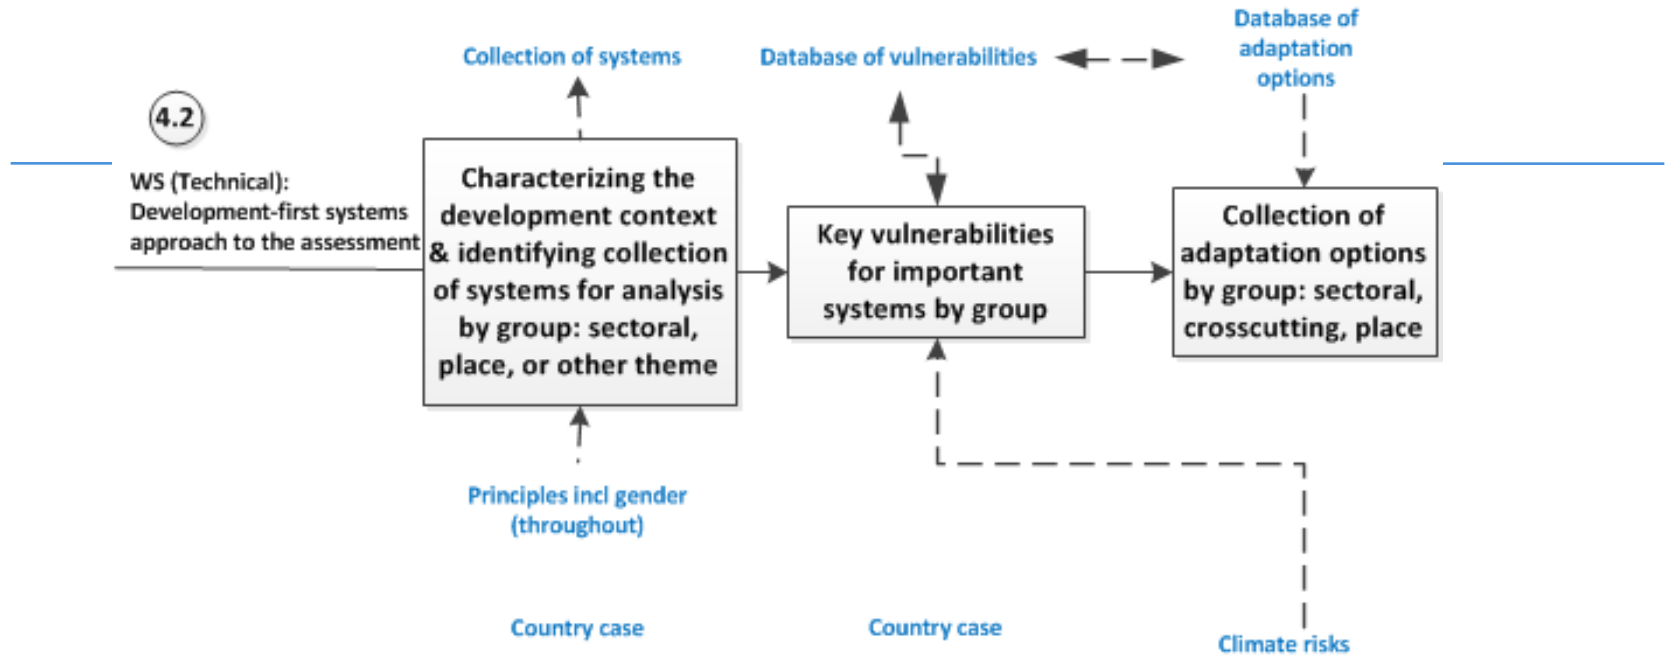 Collection of systems
Database of vulnerabilities
Database of
adaptation
options
4.2
WS (Technical):
Development-first systems
approach to the assessment
Characterizing the
development context
& identifying collection
of systems for analysis
by group: sectoral,
place, or other theme
Key vulnerabilities
for important
systems by group
Collection of
adaptation options
by group: sectoral,
crosscutting, place
Principles incl gender
(throughout)
Country case
Country case
Climate risks